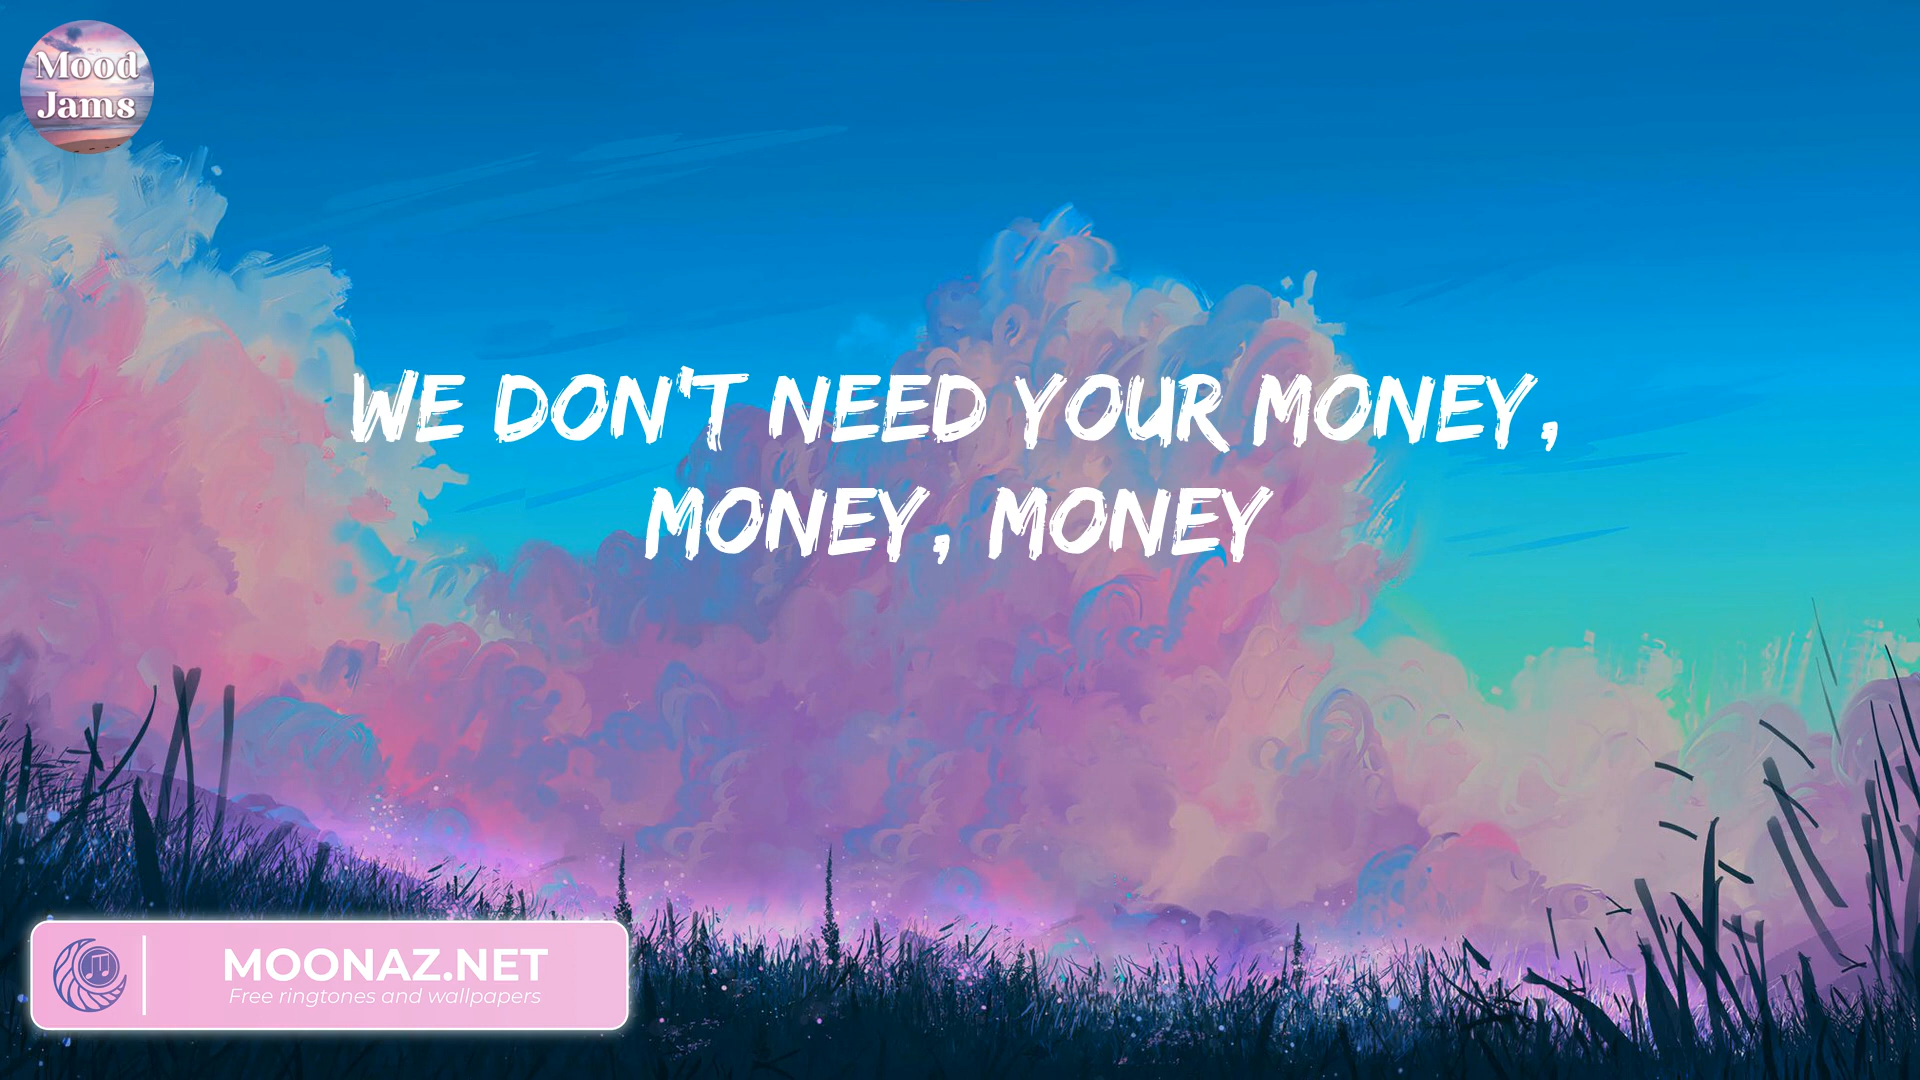 Mood
Jams
WE DON'T NEED YOUR MONEY,
MONEY, MONEY
MOONAZ.NET
Free ringtones and wallpapers